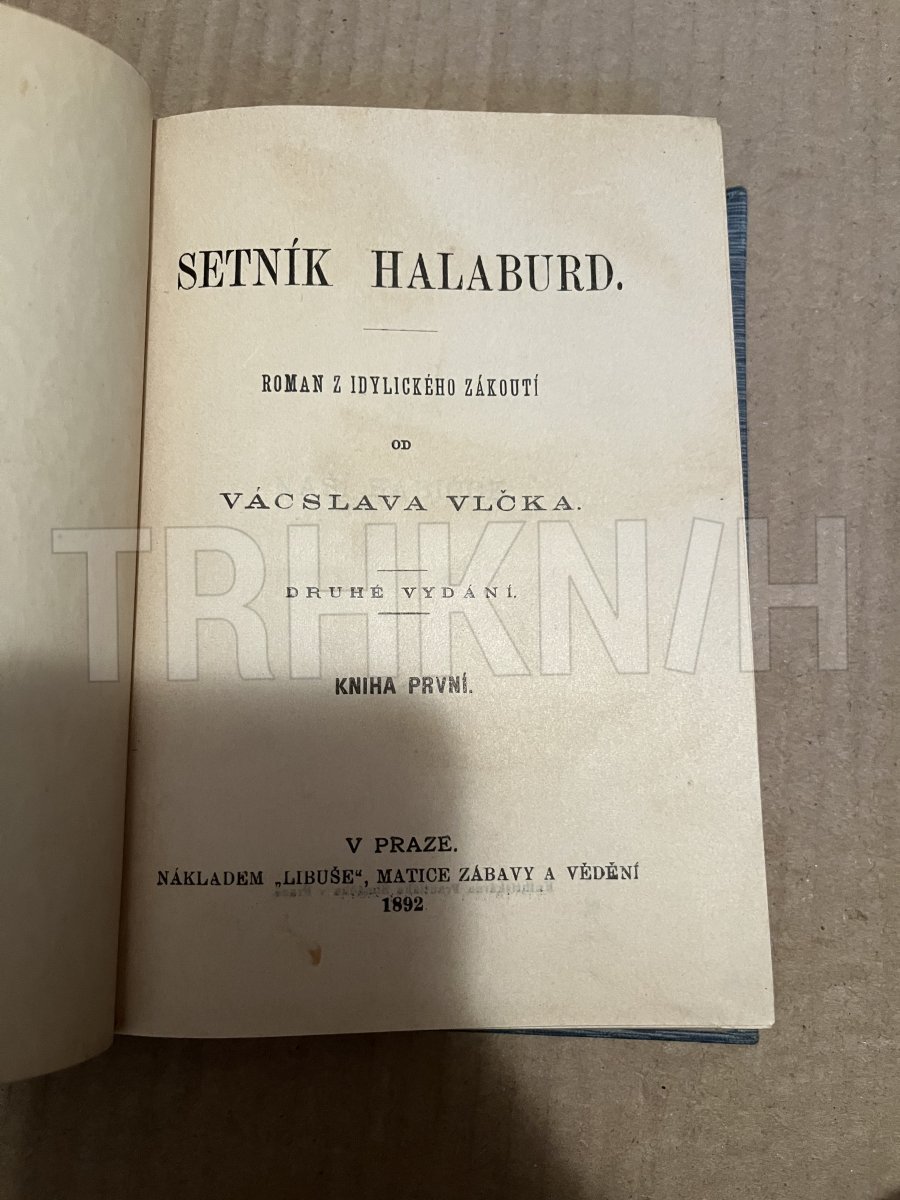 SETNÍK HALABURD.
ROMAN Z IDYLICKÉHO ZÁKOUTÍ
OD
VÁCSLAVA VLČKA.
DRUHÉ VYDÁNÍ.
TRHKN/H
KNIHA PRVNÍ.
V PRAZE.
NÁKLADEM „LIBUŠE“, MATICE ZÁBAVY A VĚDĚNÍ
1892